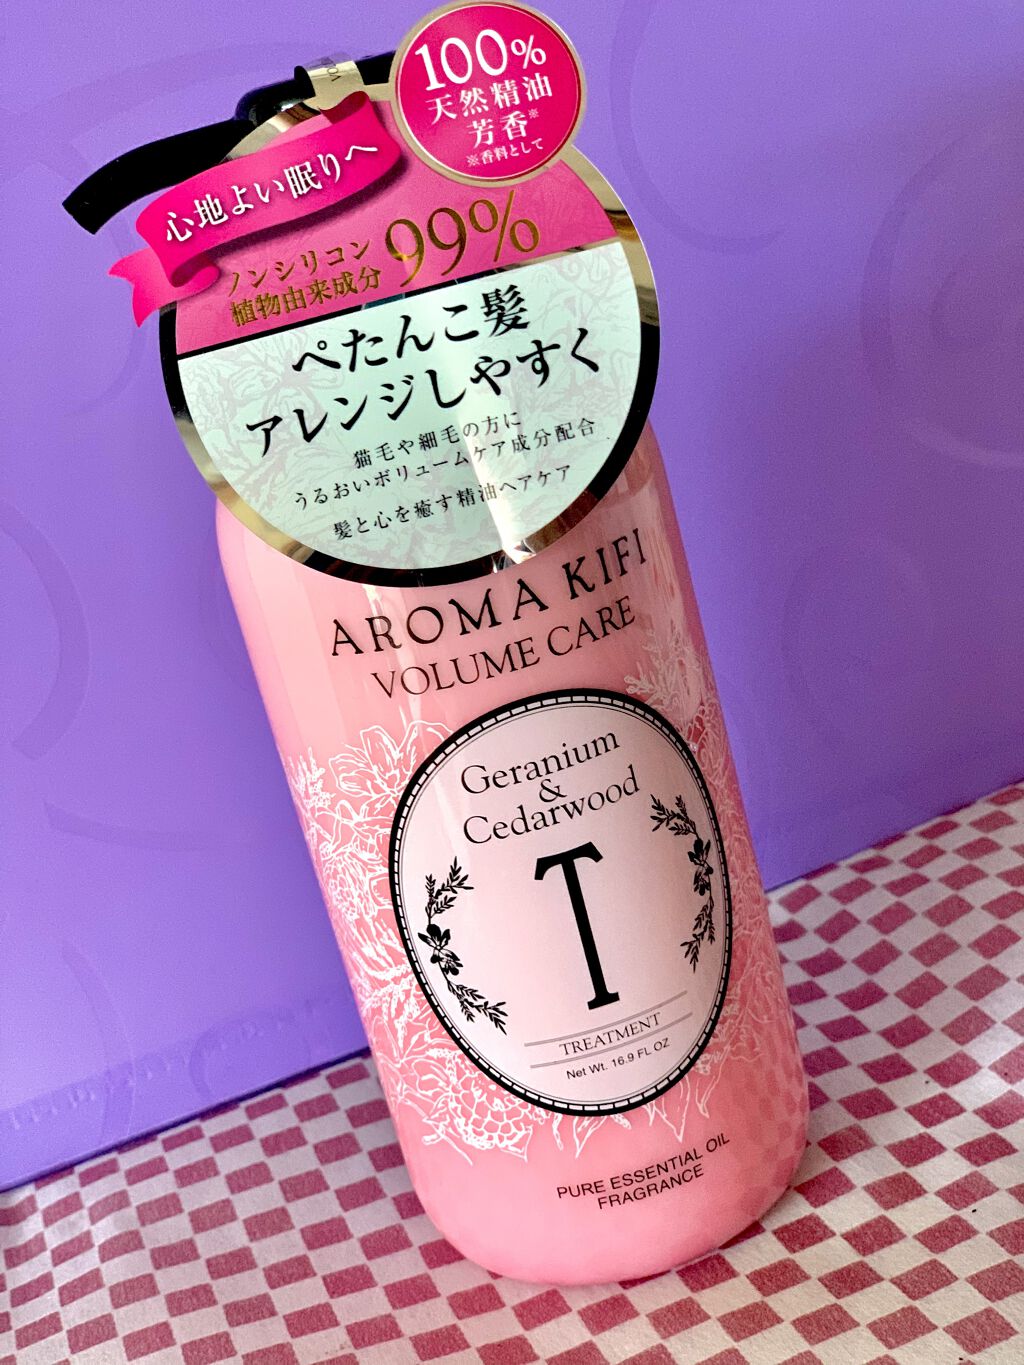 100%
天然精油
芳香※
※香料として
心地よい眠りへ
ノンシリコン
植物由来成分
99%
ぺたんこ髪
アレンジしやすく
猫毛や細毛の方に
うるおいボリュームケア成分配合
髪と心を癒す精油ヘアケア
AROMA KIFI
VOLUME CARE
Geranium
&
Cedarwood
T
TREATMENT
Net Wt. 16.9 FL OZ
PURE ESSENTIAL OIL
FRAGRANCE